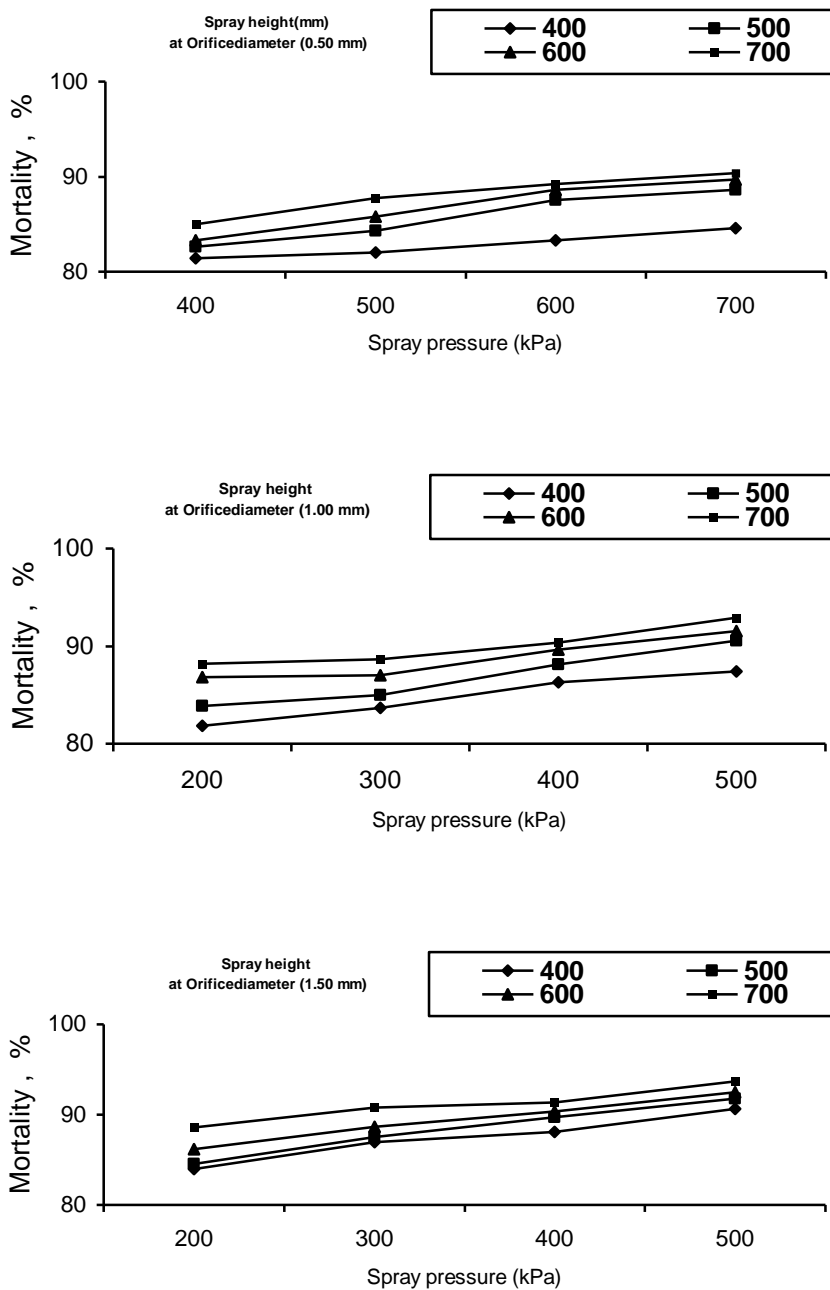 Spray height(mm)
at Orificediameter (0.50 mm)
400 500
600 700
100
90
80
Mortality , %
400 500 600 700
Spray pressure (kPa)
Spray height
at Orificediameter (1.00 mm)
400 500
600 700
100
90
80
Mortality , %
200 300 400 500
Spray pressure (kPa)
Spray height
at Orificediameter (1.50 mm)
400 500
600 700
100
90
80
Mortality , %
200 300 400 500
Spray pressure (kPa)